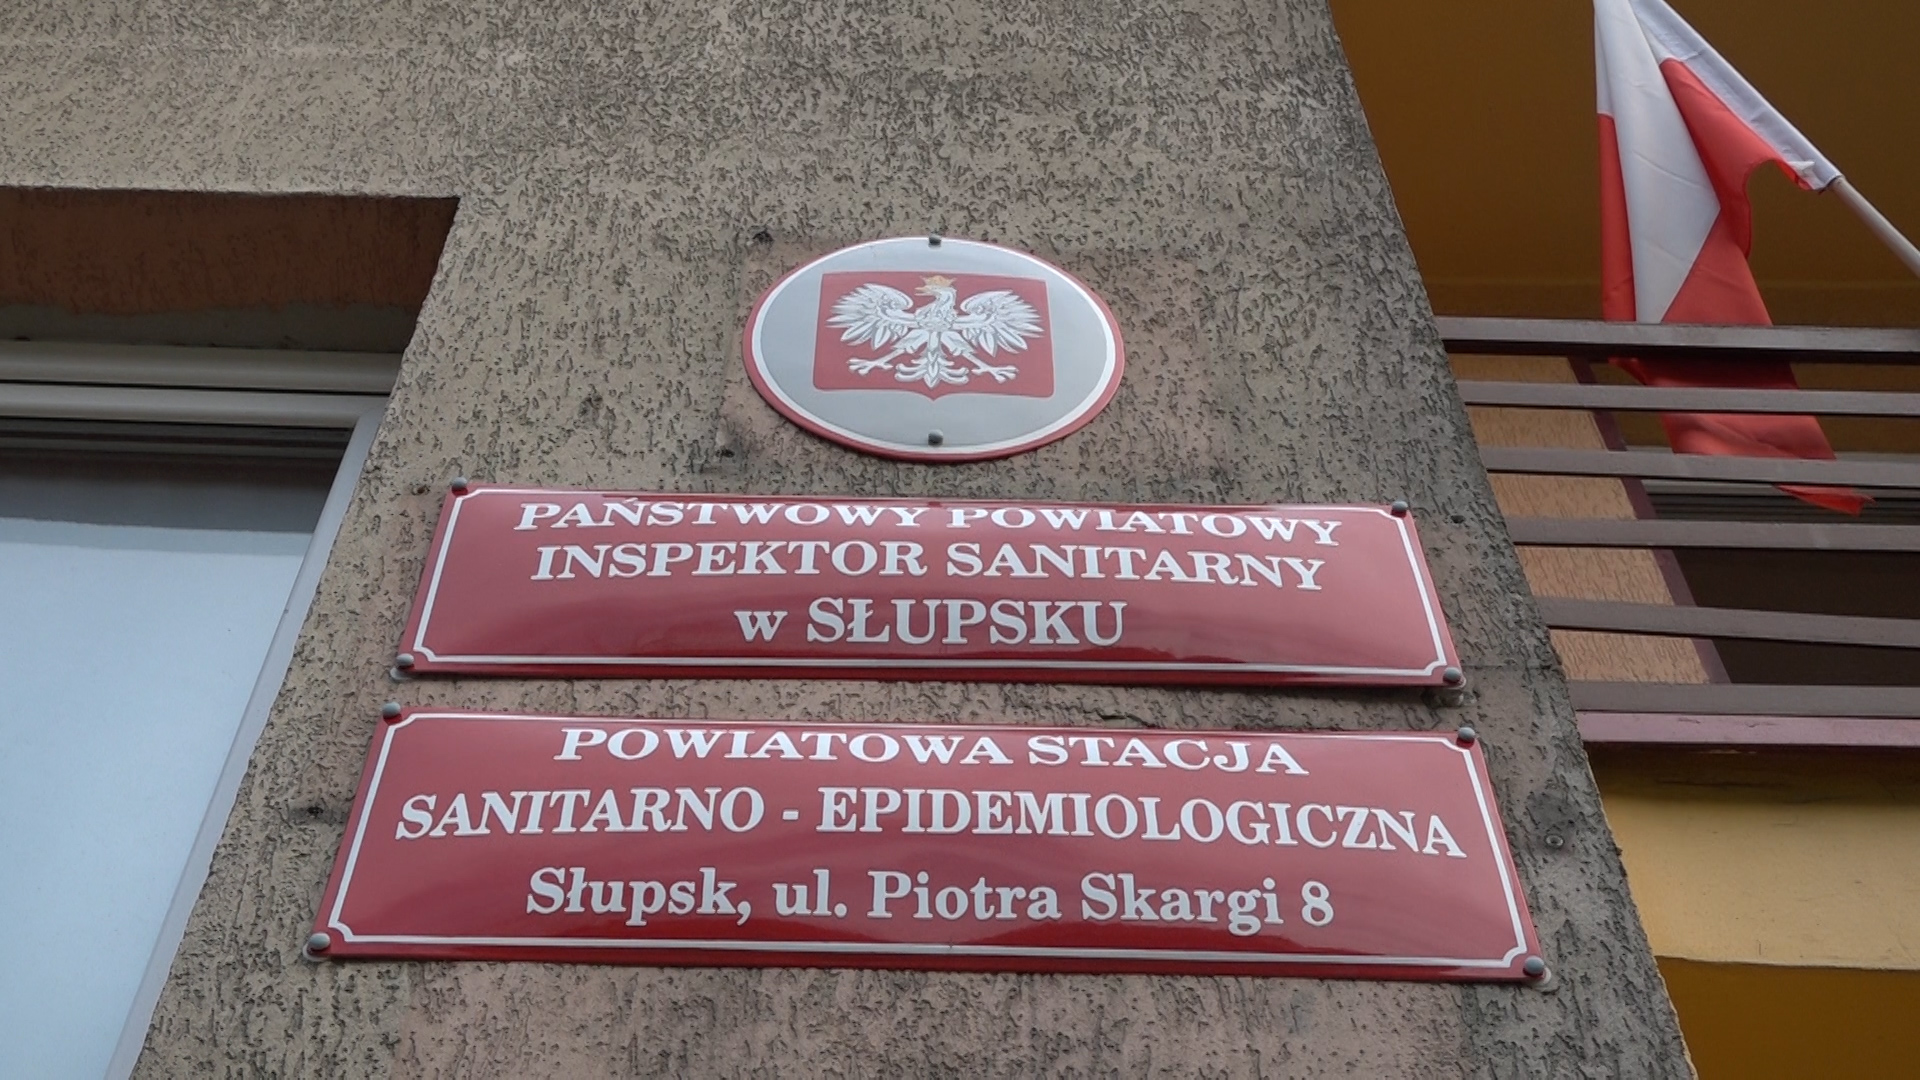 PAŃSTWOWY POWIATOWY
INSPEKTOR SANITARNY
w SŁUPSKU
POWIATOWA STACJA
SANITARNO - EPIDEMIOLOGICZNA
Słupsk, ul. Piotra Skargi 8